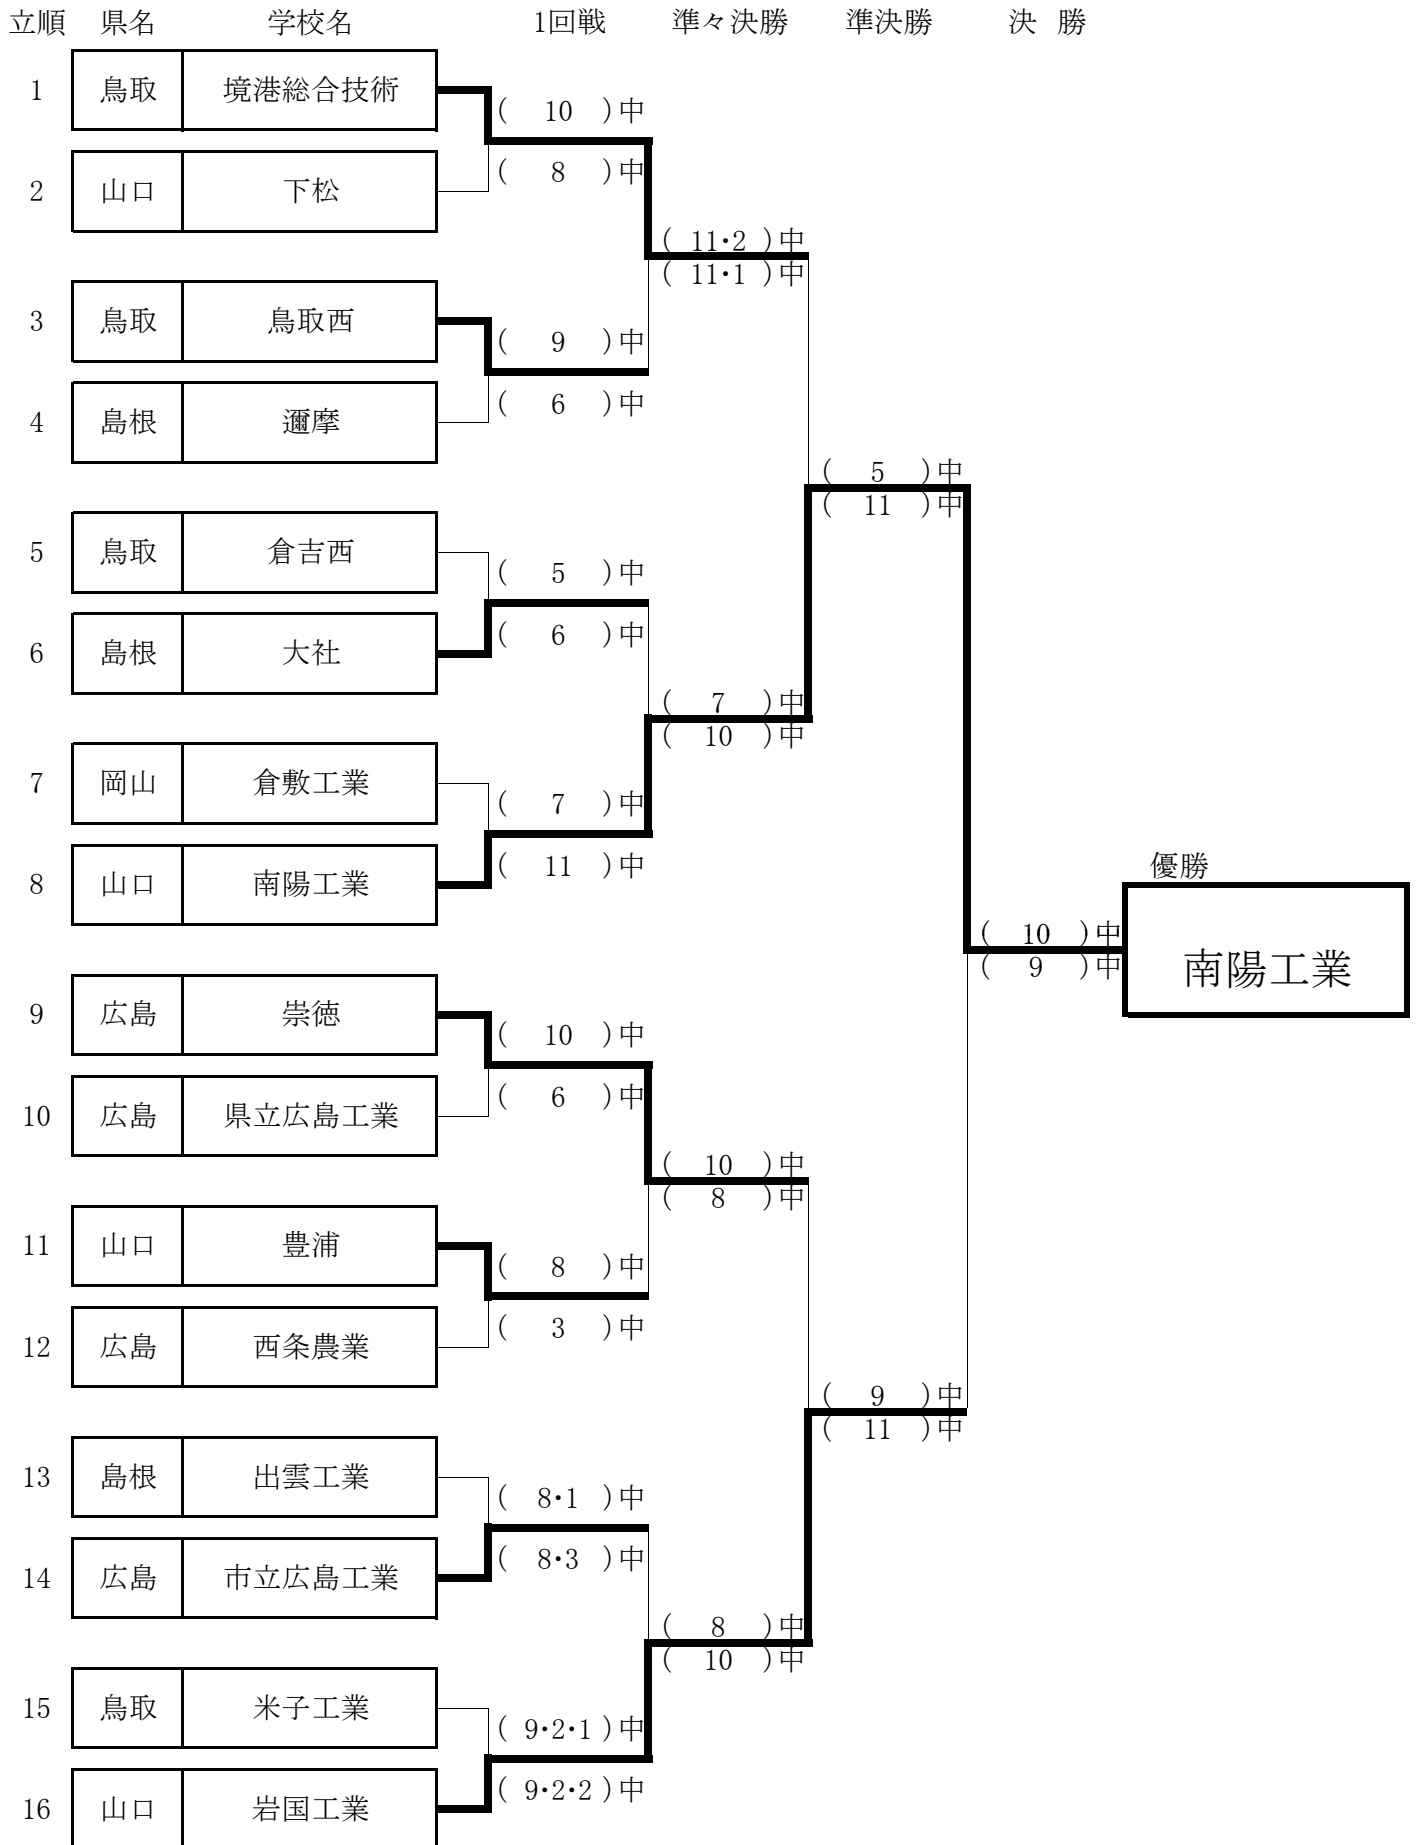 立順 県名 学校名 1回戦 準々決勝 準決勝 決 勝
1 鳥取 境港総合技術
( 10 )中
( 8 )中
2 山口 下松
( 11・2 )中
( 11・1 )中
3 鳥取 鳥取西
( 9 )中
( 6 )中
4 島根 邇摩
( 5 )中
( 11 )中
5 鳥取 倉吉西
( 5 )中
( 6 )中
6 島根 大社
( 7 )中
( 10 )中
7 岡山 倉敷工業
( 7 )中
( 11 )中
8 山口 南陽工業
優勝
( 10 )中
( 9 )中
南陽工業
9 広島 崇徳
( 10 )中
( 6 )中
10 広島 県立広島工業
( 10 )中
( 8 )中
11 山口 豊浦
( 8 )中
( 3 )中
12 広島 西条農業
( 9 )中
( 11 )中
13 島根 出雲工業
( 8・1 )中
( 8・3 )中
14 広島 市立広島工業
( 8 )中
( 10 )中
15 鳥取 米子工業
( 9・2・1 )中
( 9・2・2 )中
16 山口 岩国工業